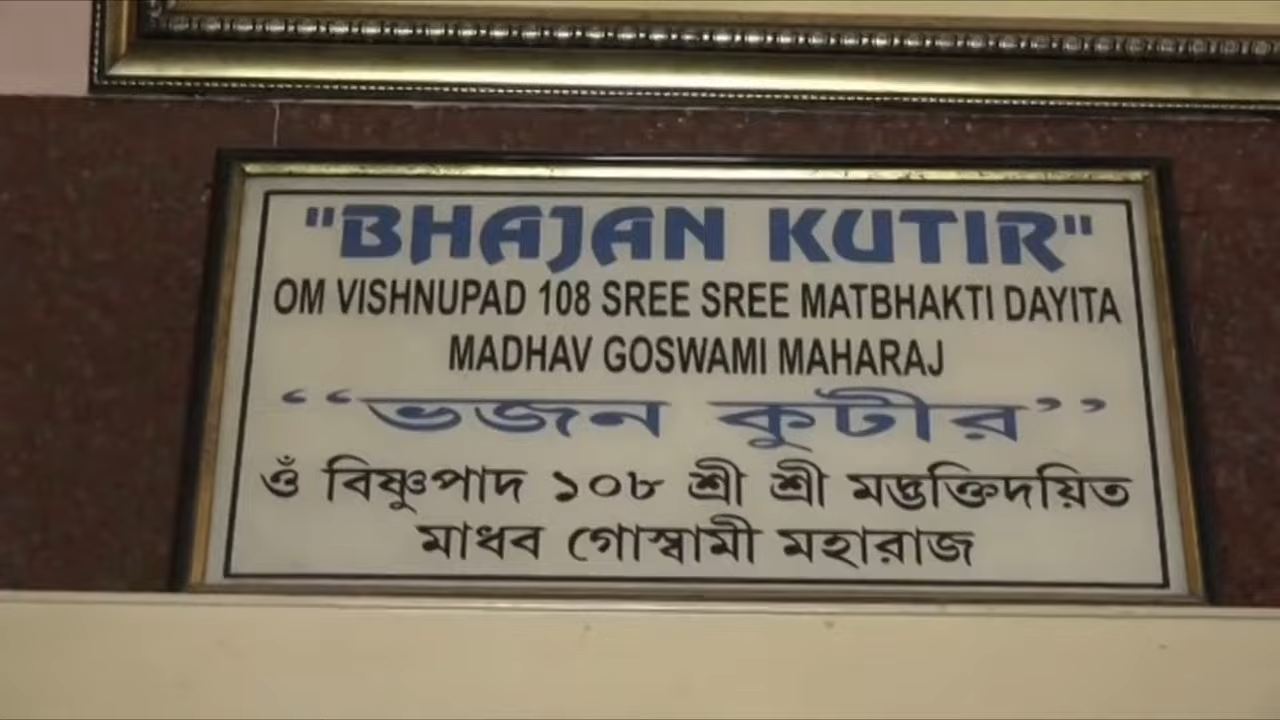 "BHAJAN KUTIR"
OM VISHNUPAD 108 SREE SREE MATBHAKTI DAYITA
MADHAV GOSWAMI MAHARAJ
‘‘ভজন কুটীর’’
ওঁ বিষ্ণুপাদ ১০৮ শ্রী শ্রী মদ্ভক্তিদয়িত
মাধব গোস্বামী মহারাজ